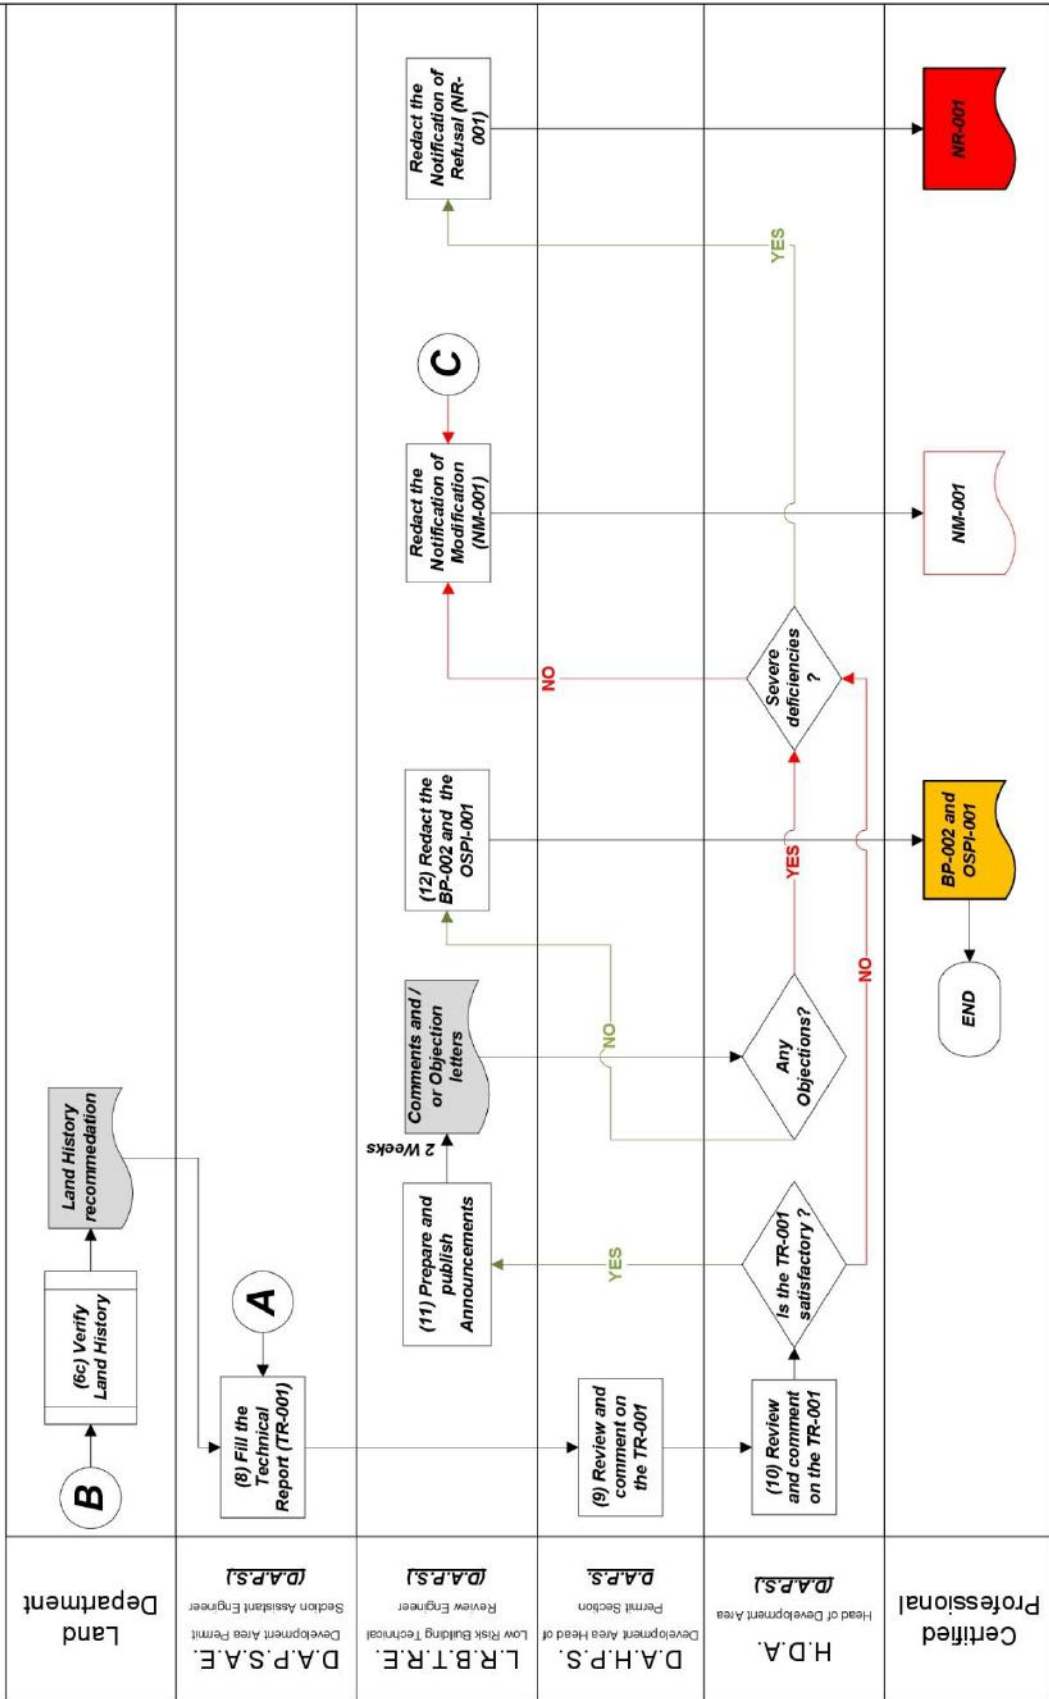 Land
Department
B
(6c) Verify
Land History
Land History
recommedation
D.A.P.S.A.E.
Development Area Permit
Section Assistant Engineer
(D.A.P.S.)
(8) Fill the
Technical
Report (TR-001)
A
L.R.B.T.R.E.
Low Risk Building Technical
Review Engineer
(D.A.P.S.)
(11) Prepare and
publish
Announcements
2 Weeks
Comments and /
or Objection
letters
(12) Redact the
BP-002 and the
OSPI-001
Redact the
Notification of
Modification
(NM-001)
C
Redact the
Notification of
Refusal (NR-
001)
D.A.H.P.S.
Development Area Head of
Permit Section
D.A.P.S.
(9) Review and
comment on
the TR-001
YES
NO
NO
H.D.A.
Head of Development Area
(D.A.P.S.)
(10) Review
and comment
on the TR-001
Is the TR-001
satisfactory ?
Any
Objections?
YES
NO
Severe
deficiencies
?
YES
Certified
Professional
END
BP-002 and
OSPI-001
NM-001
NR-001